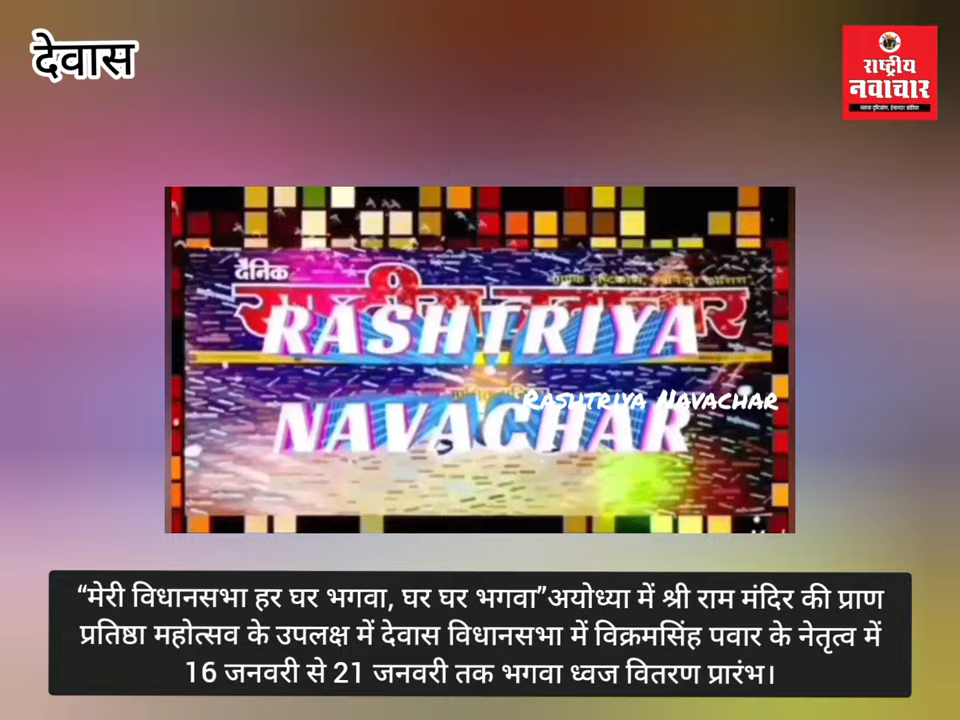 देवास
राष्ट्रीय
नवाचार
दैनिक
RASHTRIYA
NAVACHAR
Rashtriya Navachar
“मेरी विधानसभा हर घर भगवा, घर घर भगवा”अयोध्या में श्री राम मंदिर की प्राण
प्रतिष्ठा महोत्सव के उपलक्ष में देवास विधानसभा में विक्रमसिंह पवार के नेतृत्व में
16 जनवरी से 21 जनवरी तक भगवा ध्वज वितरण प्रारंभ।